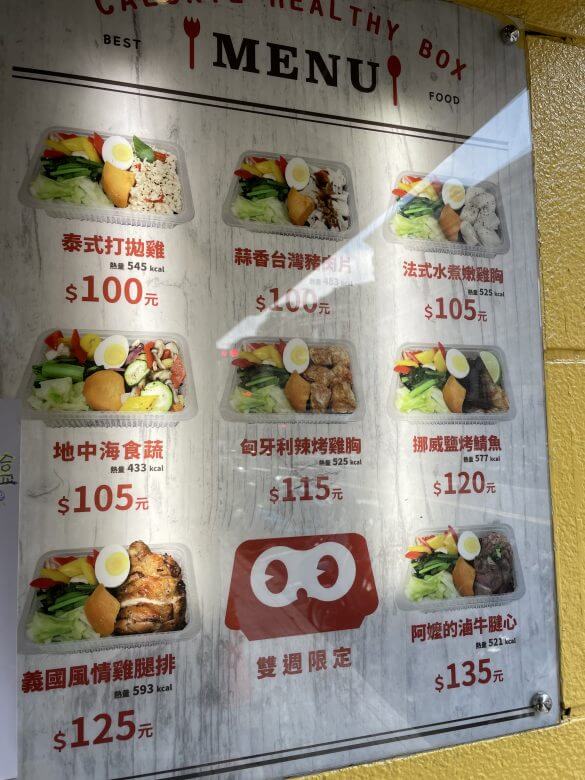 CALORIE HEALTHY BOX
BEST
MENU
FOOD
泰式打拋雞
熱量 545 kcal
$100元
蒜香台灣豬肉片
熱量 483 kcal
$100元
法式水煮嫩雞胸
熱量 525 kcal
$105元
地中海食蔬
熱量 433 kcal
$105元
匈牙利辣烤雞胸
熱量 525 kcal
$115元
挪威鹽烤鯖魚
熱量 577 kcal
$120元
義國風情雞腿排
熱量 593 kcal
$125元
雙週限定
阿嬤的滷牛腱心
熱量 521 kcal
$135元